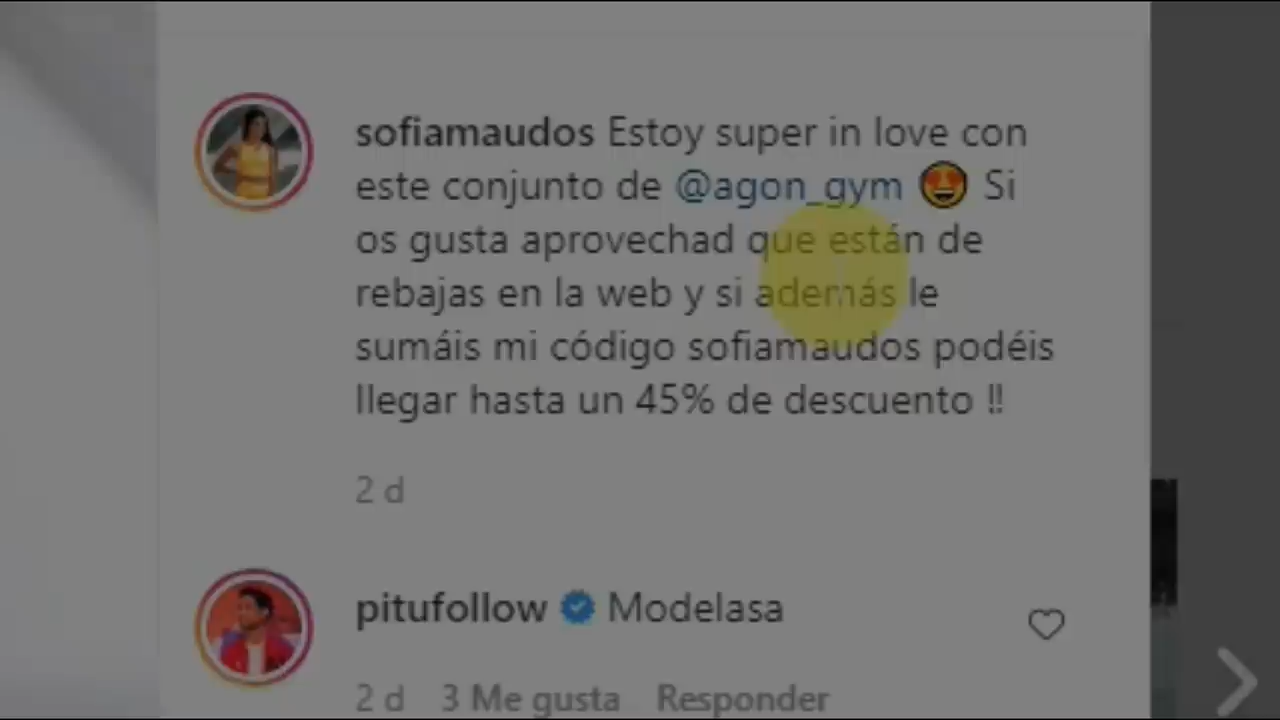 sofiamaudos Estoy super in love con
este conjunto de @agon_gym 😍 Si
os gusta aprovechad que están de
rebajas en la web y si además le
sumáis mi código sofiamaudos podéis
llegar hasta un 45% de descuento !!
2 d
pitufollow Modelasa
2 d 3 Me gusta Responder